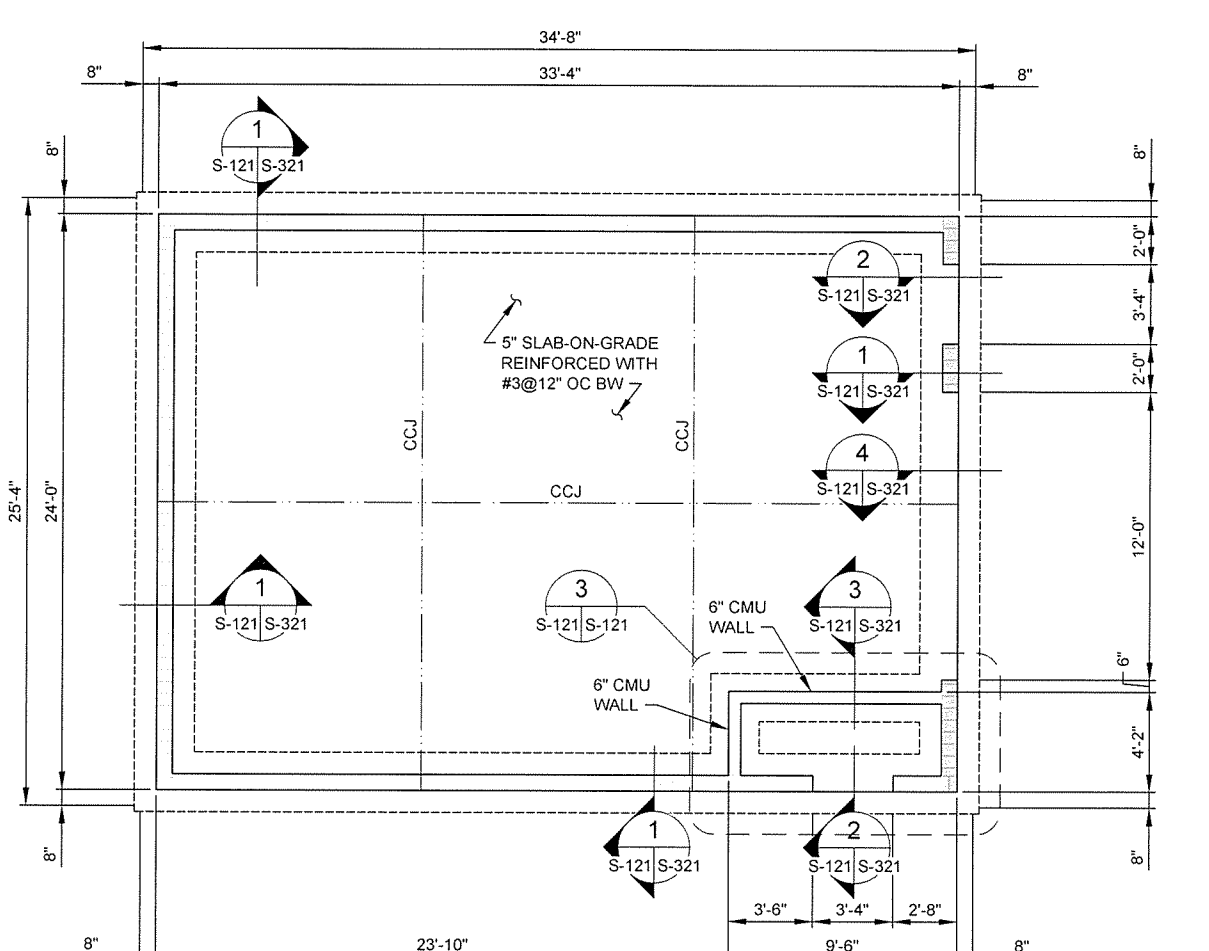 34'-8"
8"
33'-4"
8"
1
S-121 S-321
8"
8"
2'-0"
2
S-121 S-321
3'-4"
5" SLAB-ON-GRADE
REINFORCED WITH
#3@12" OC BW
1
S-121 S-321
2'-0"
CCJ
CCJ
4
S-121 S-321
CCJ
25'-4"
24'-0"
12'-0"
1
S-121 S-321
3
S-121 S-121
3
S-121 S-321
6" CMU
WALL
6"
6" CMU
WALL
4'-2"
1
S-121 S-321
2
S-121 S-321
8"
8"
3'-6"
3'-4"
2'-8"
8"
23'-10"
9'-6"
8"